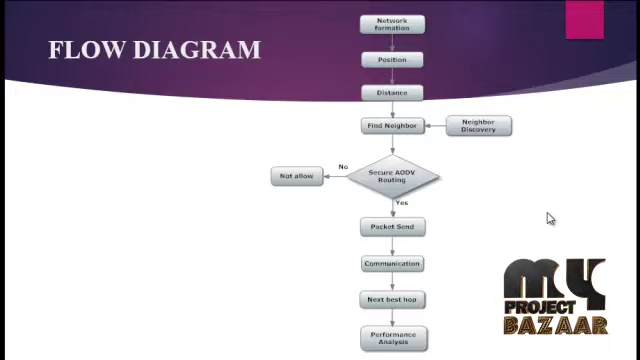 FLOW DIAGRAM
Network
formation
Position
Distance
Find Neighbor
Neighbor
Discovery
Secure AODV
Routing
No
Not allow
Yes
Packet Send
Communication
Next best hop
Performance
Analysis
MY
PROJECT
BAZAAR